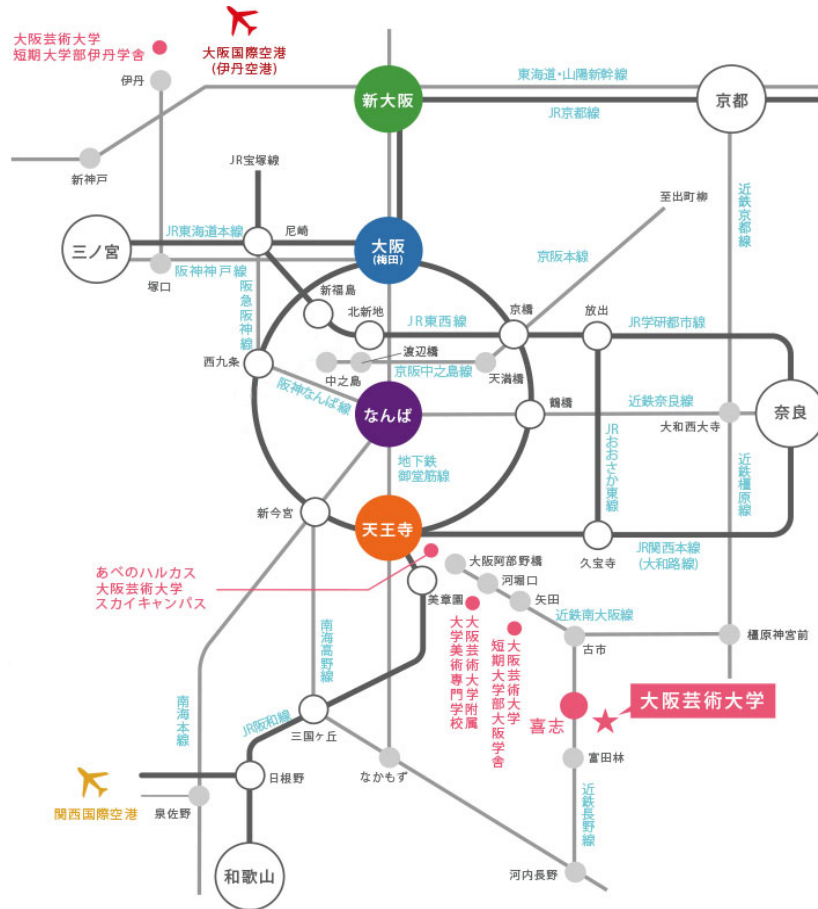 大阪芸術大学
短期大学部伊丹学舎
大阪国際空港
(伊丹空港)
伊丹
新大阪
東海道・山陽新幹線
JR京都線
京都
新神戸
JR宝塚線
至出町柳
近鉄京都線
三ノ宮
JR東海道本線
尼崎
大阪
(梅田)
京阪本線
阪神神戸線
塚口
阪急阪神線
新福島
北新地
JR東西線
京橋
放出
JR学研都市線
西九条
中之島
渡辺橋
京阪中之島線
天満橋
阪神なんば線
なんば
鶴橋
近鉄奈良線
大和西大寺
奈良
JRおおさか東線
近鉄橿原線
地下鉄
御堂筋線
新今宮
天王寺
久宝寺
JR関西本線
(大和路線)
あべのハルカス
大阪芸術大学
スカイキャンパス
美章園
大阪阿部野橋
河堀口
矢田
近鉄南大阪線
古市
橿原神宮前
大阪芸術大学附属
大学美術専門学校
大阪芸術大学
短期大学部大阪学舎
喜志
大阪芸術大学
南海高野線
南海本線
JR阪和線
三国ヶ丘
なかもず
富田林
近鉄長野線
日根野
関西国際空港
泉佐野
和歌山
河内長野